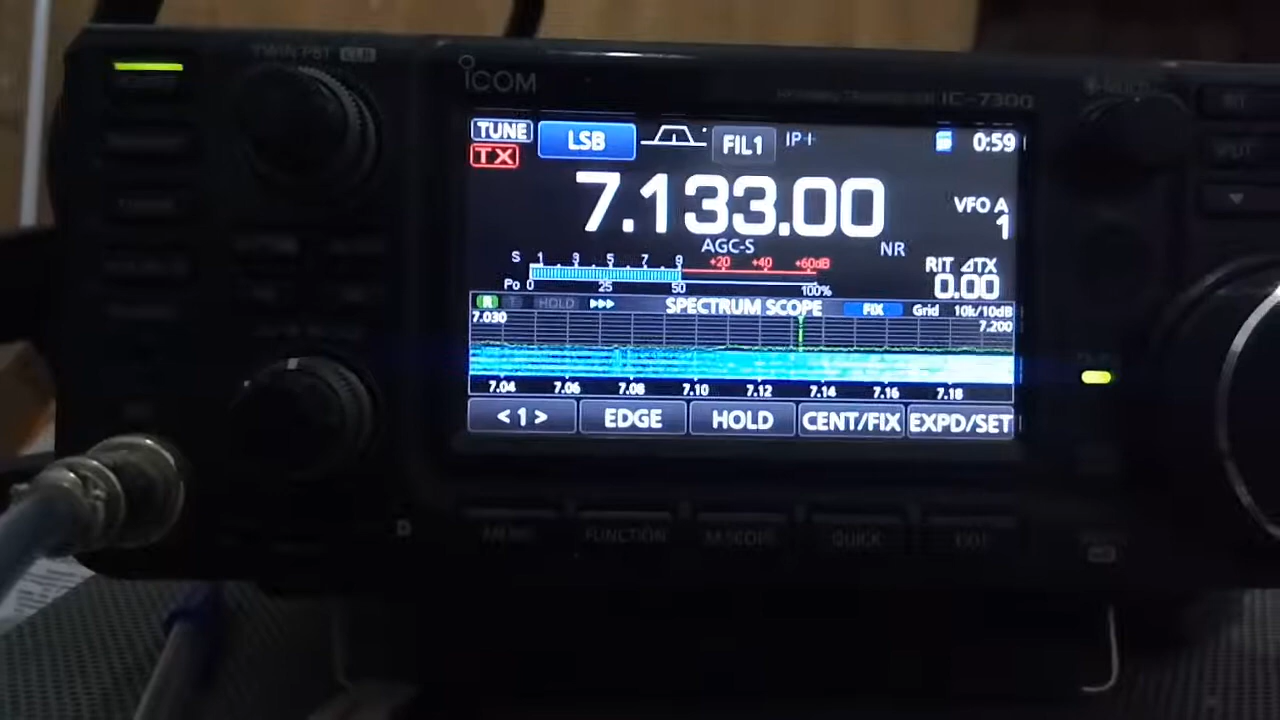 TWIN PBT CLR
ICOM
IC-7300
TUNE LSB FIL1 IP+ 0:59
TX
7.133.00
VFO A
1
AGC-S NR
S 1 3 5 7 9 +20 +40 +60dB
RIT ⊿TX
Po 0 25 50 100%
0.00
R T HOLD SPECTRUM SCOPE FIX Grid 10k/10dB
7.030 7.200
7.04 7.06 7.08 7.10 7.12 7.14 7.16 7.18
<1> EDGE HOLD CENT/FIX EXPD/SET
MENU FUNCTION M.SCOPE QUICK EXIT